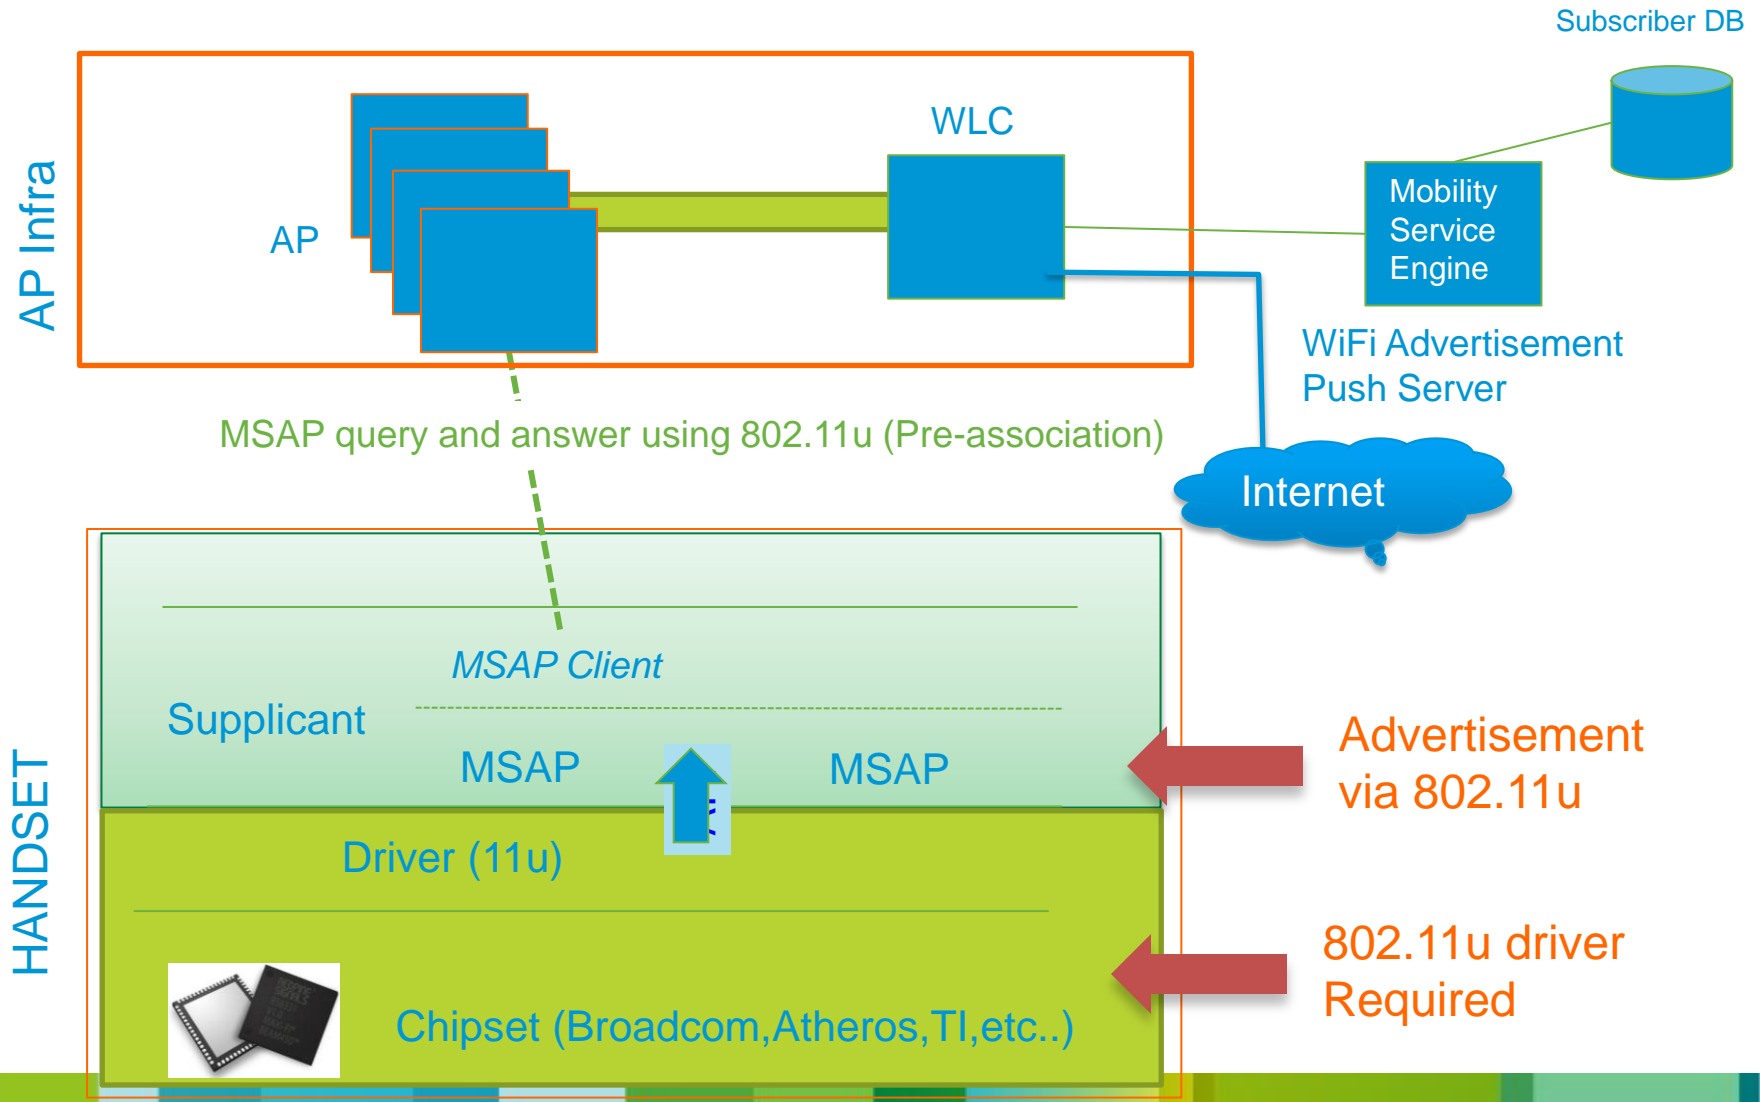 Subscriber DB
AP Infra
AP
WLC
Mobility
Service
Engine
WiFi Advertisement
Push Server
MSAP query and answer using 802.11u (Pre-association)
Internet
HANDSET
MSAP Client
Supplicant
MSAP
MSAP
Advertisement
via 802.11u
Driver (11u)
802.11u driver
Required
Chipset (Broadcom,Atheros,TI,etc..)